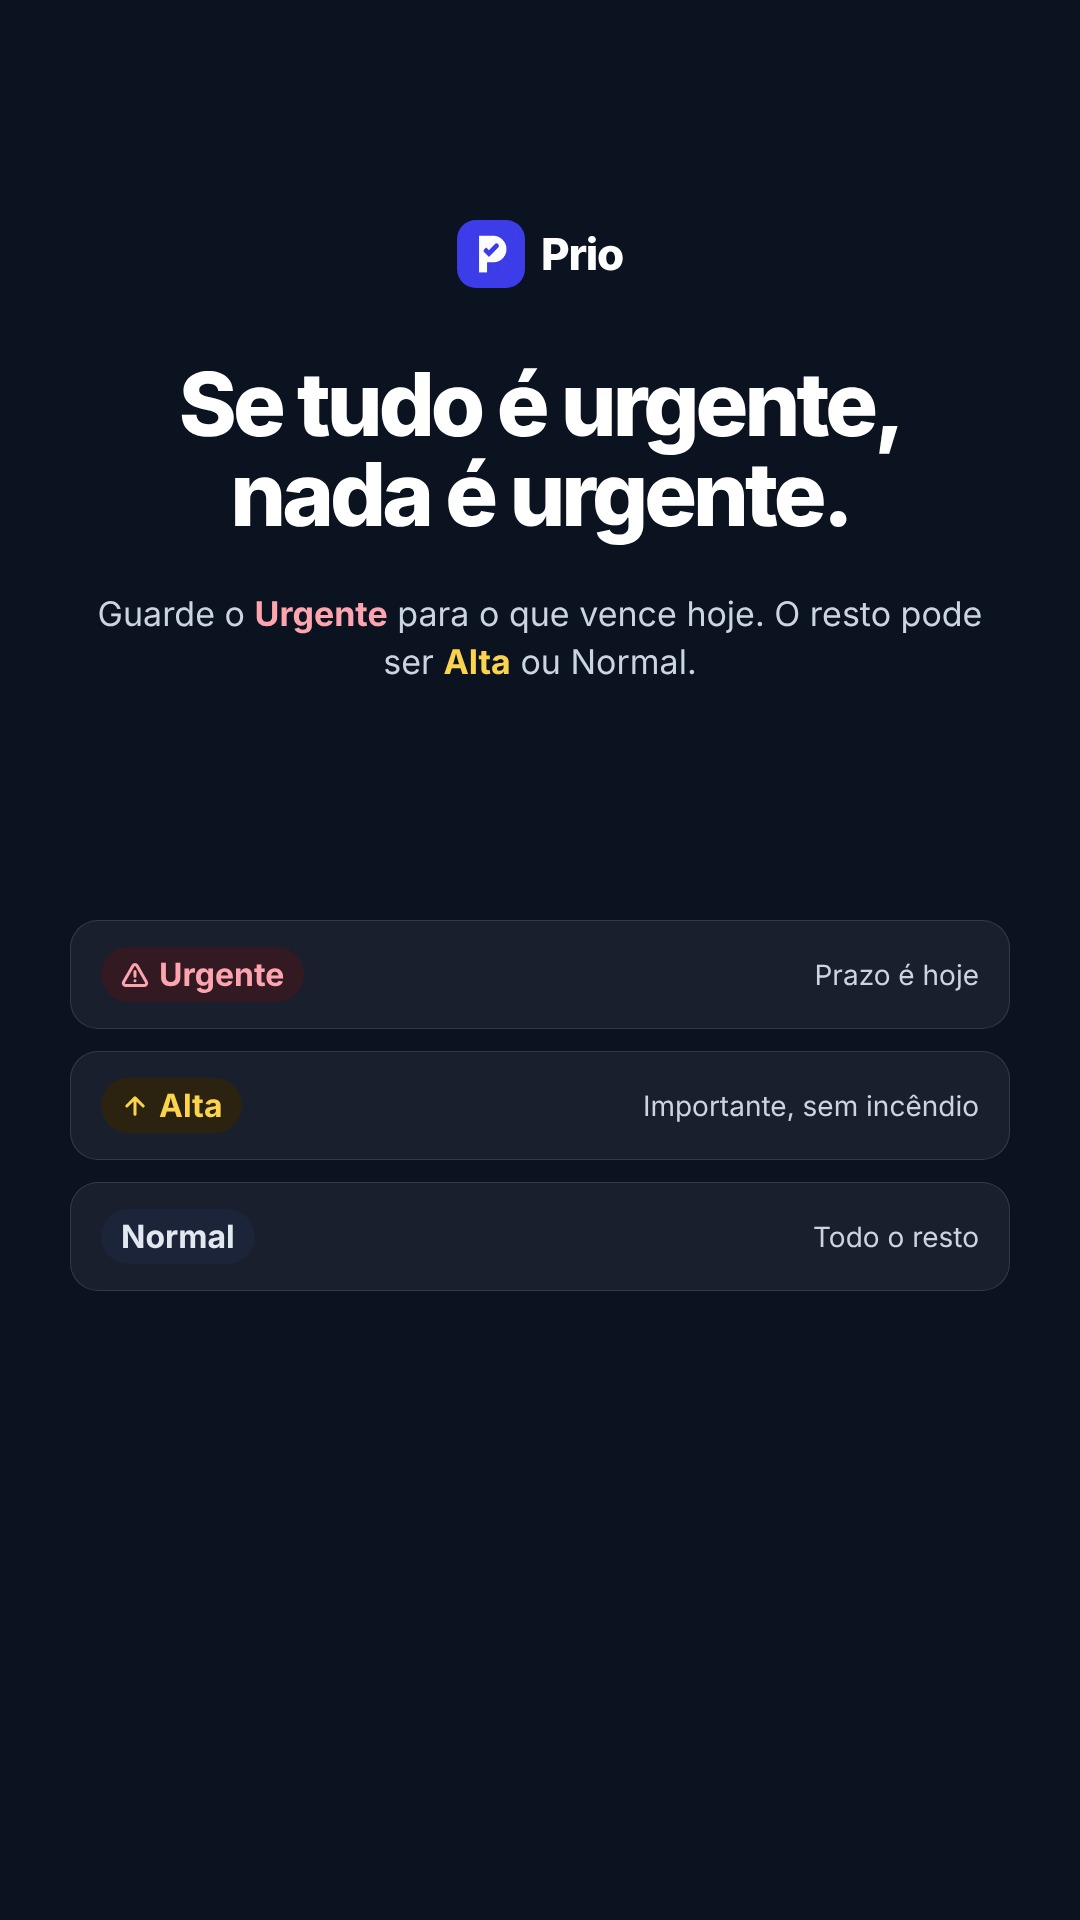 Prio
Se tudo é urgente,
nada é urgente.
Guarde o Urgente para o que vence hoje. O resto pode
ser Alta ou Normal.
Urgente
Prazo é hoje
Alta
Importante, sem incêndio
Normal
Todo o resto